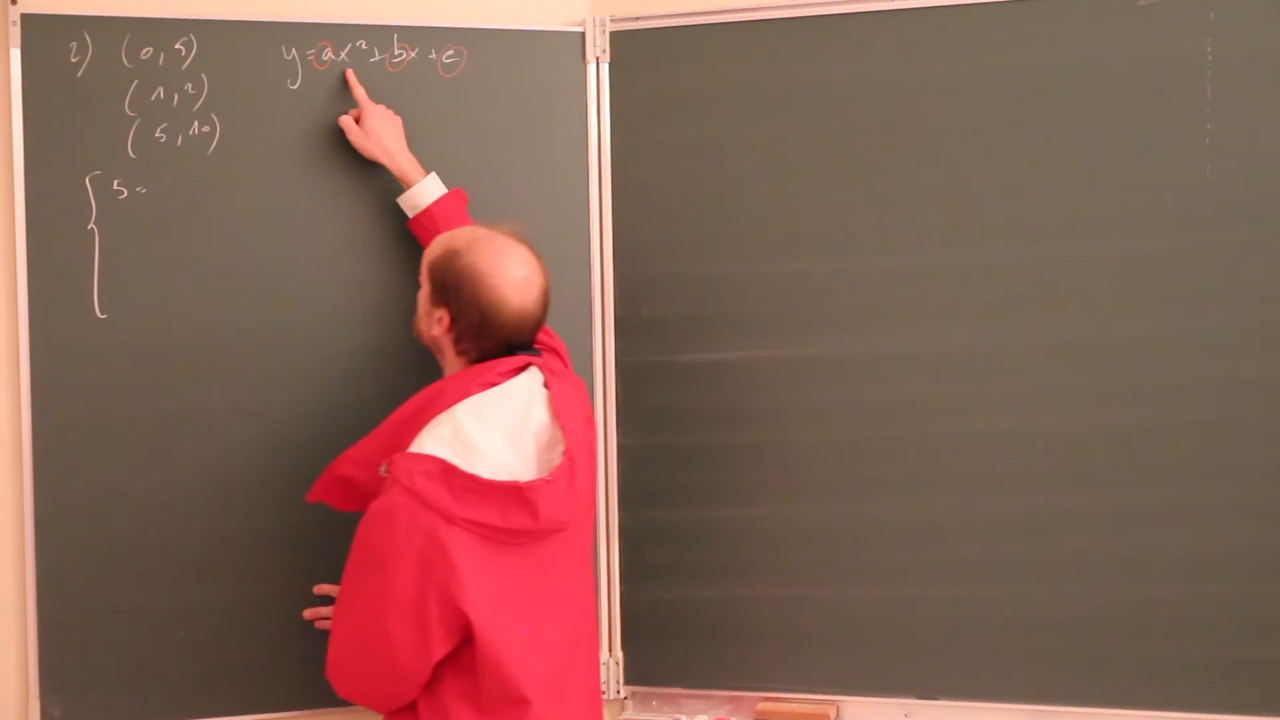 2) (0,5) y=ax²+bx+c
(1,2)
(5,10)
{ 5=